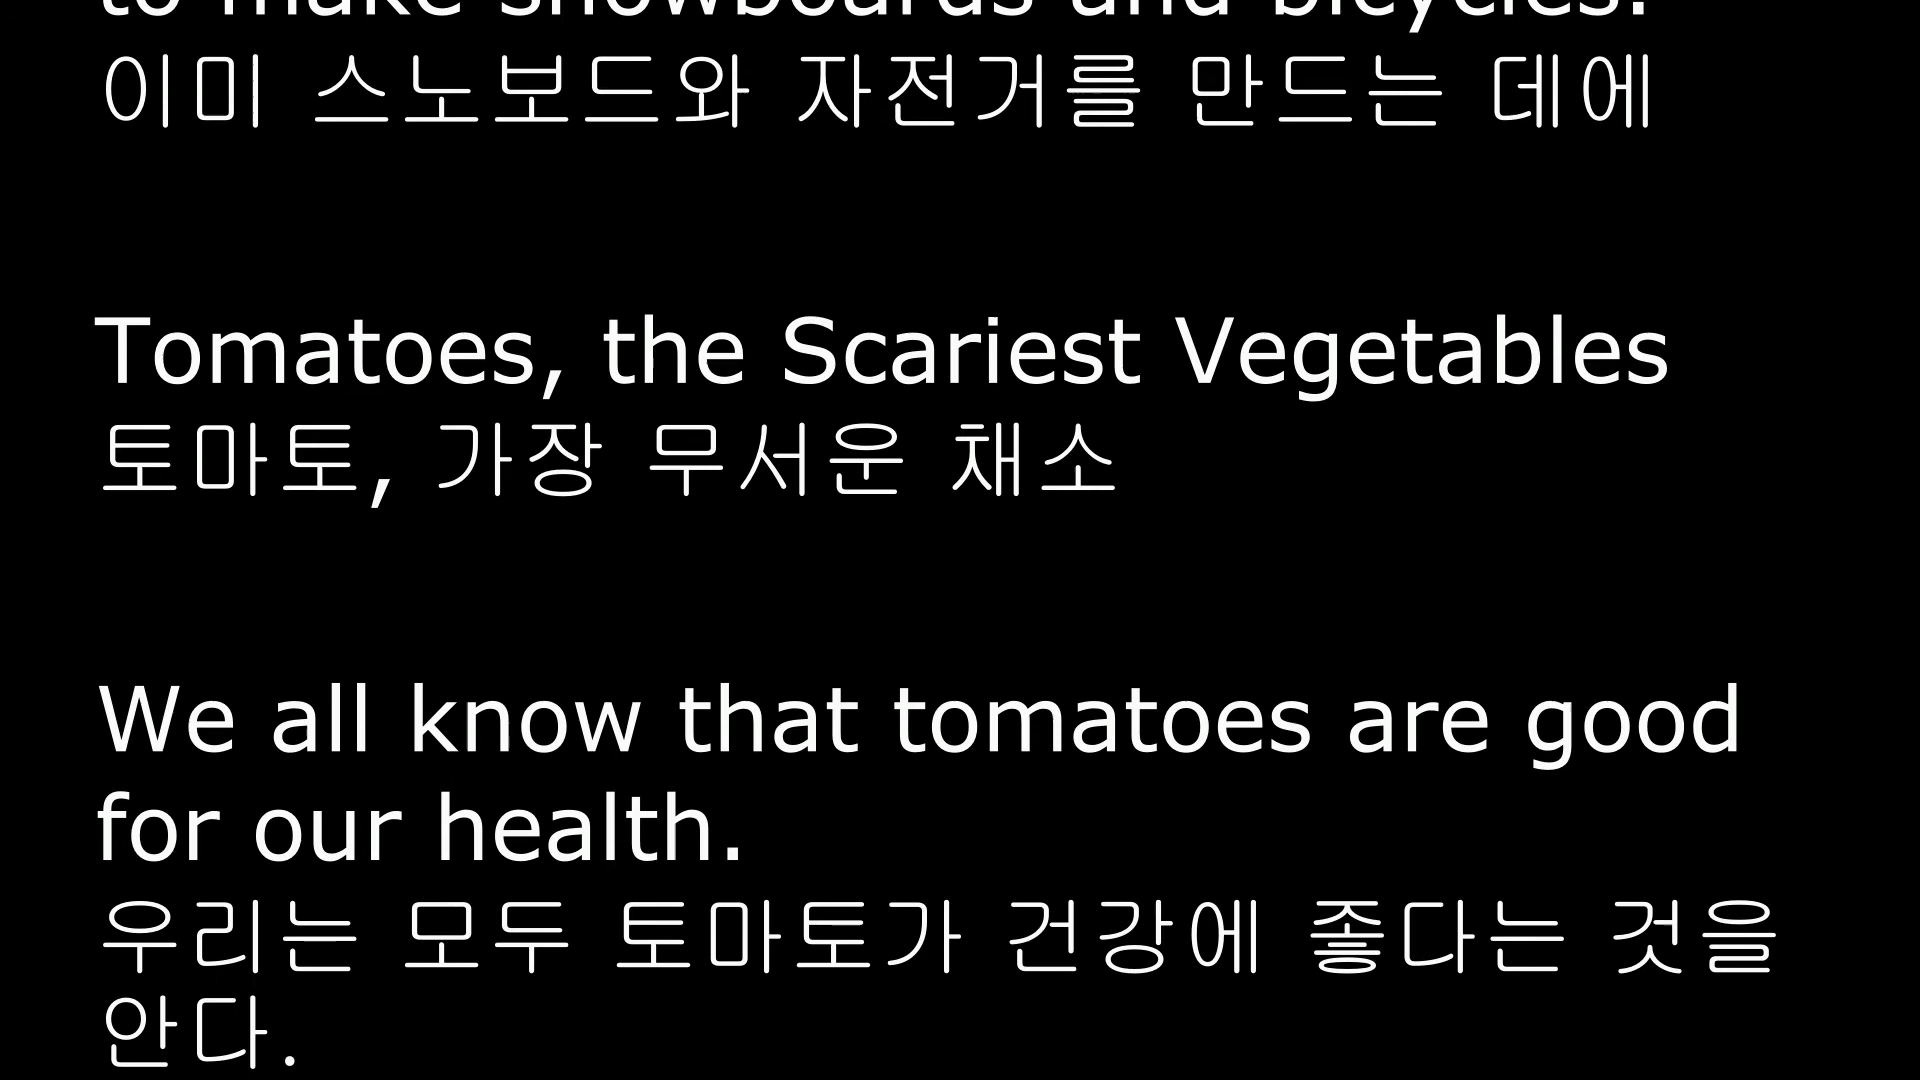 to make snowboards and bicycles.
이미 스노보드와 자전거를 만드는 데에
Tomatoes, the Scariest Vegetables
토마토, 가장 무서운 채소
We all know that tomatoes are good
for our health.
우리는 모두 토마토가 건강에 좋다는 것을
안다.